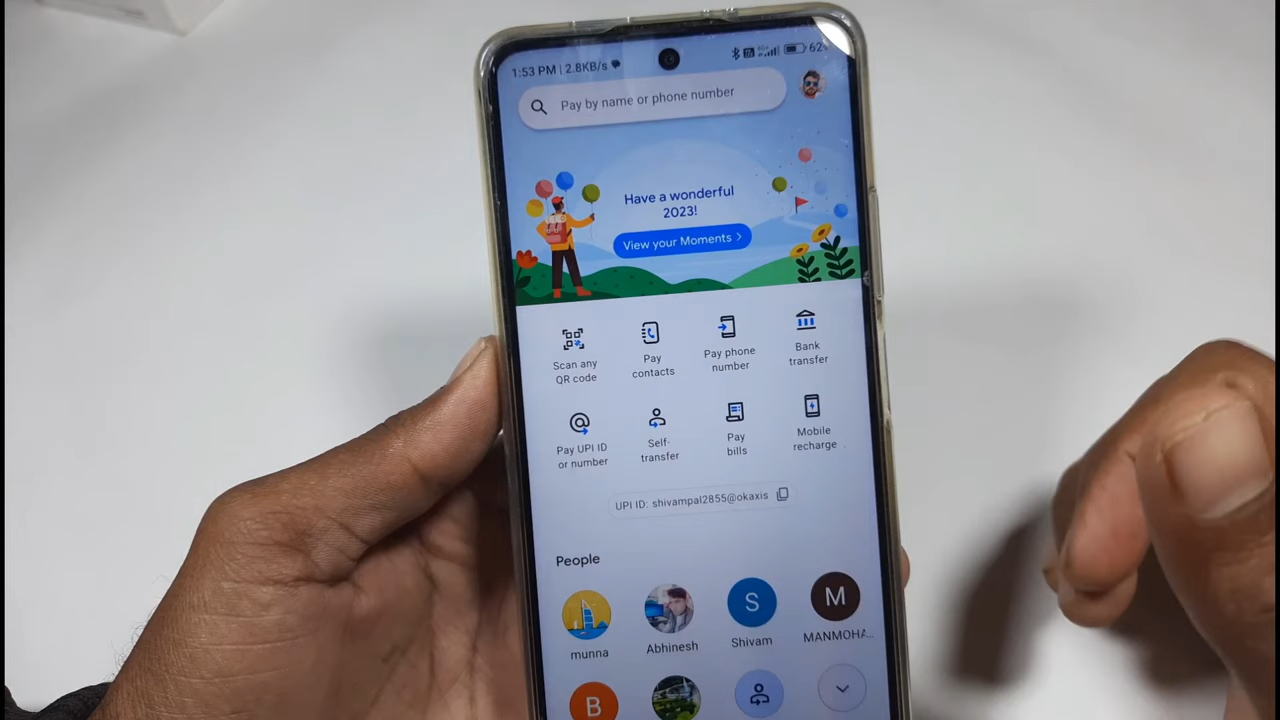 1:53 PM | 2.8KB/s
62%
Pay by name or phone number
Have a wonderful
2023!
View your Moments >
Scan any
QR code
Pay
contacts
Pay phone
number
Bank
transfer
Pay UPI ID
or number
Self-
transfer
Pay
bills
Mobile
recharge
UPI ID: shivampal2855@okaxis
People
S
M
munna
Abhinesh
Shivam
MANMOHA...
B